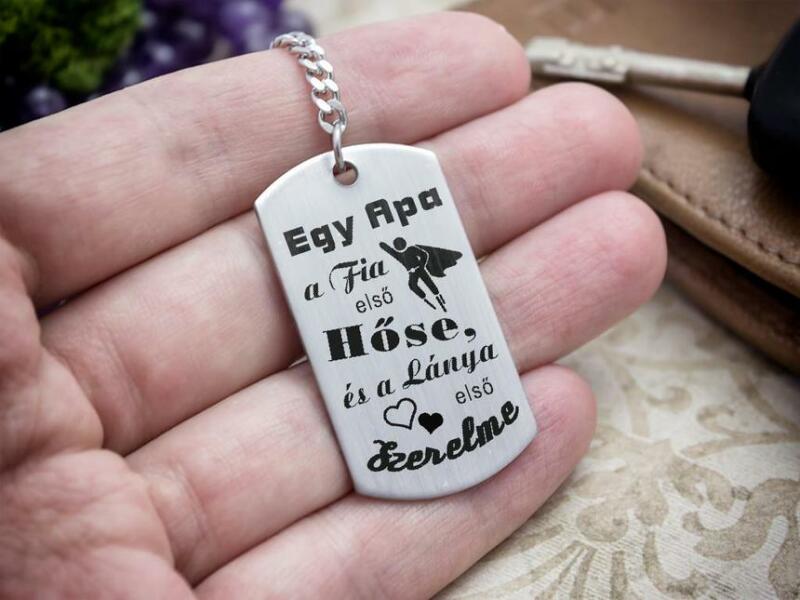 Egy Apa
a Fia
első
Hőse,
és a Lánya
első
Szerelme